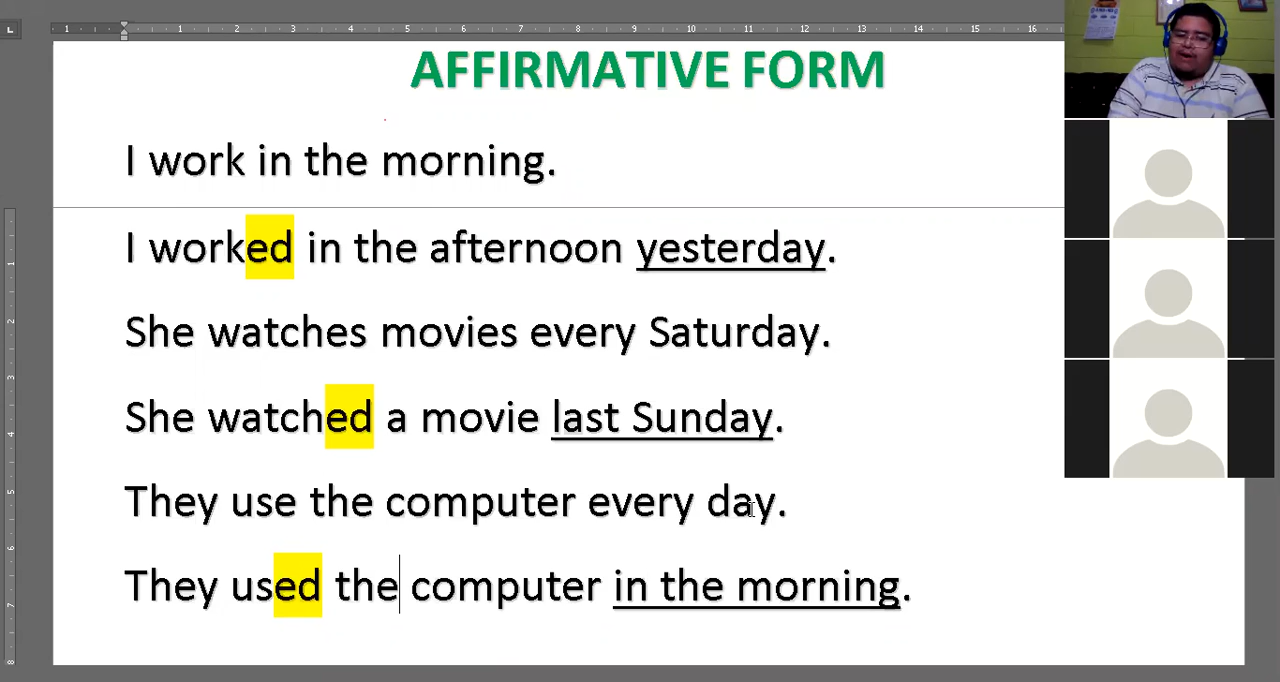 AFFIRMATIVE FORM
I work in the morning.
I worked in the afternoon yesterday.
She watches movies every Saturday.
She watched a movie last Sunday.
They use the computer every day.
They used the computer in the morning.